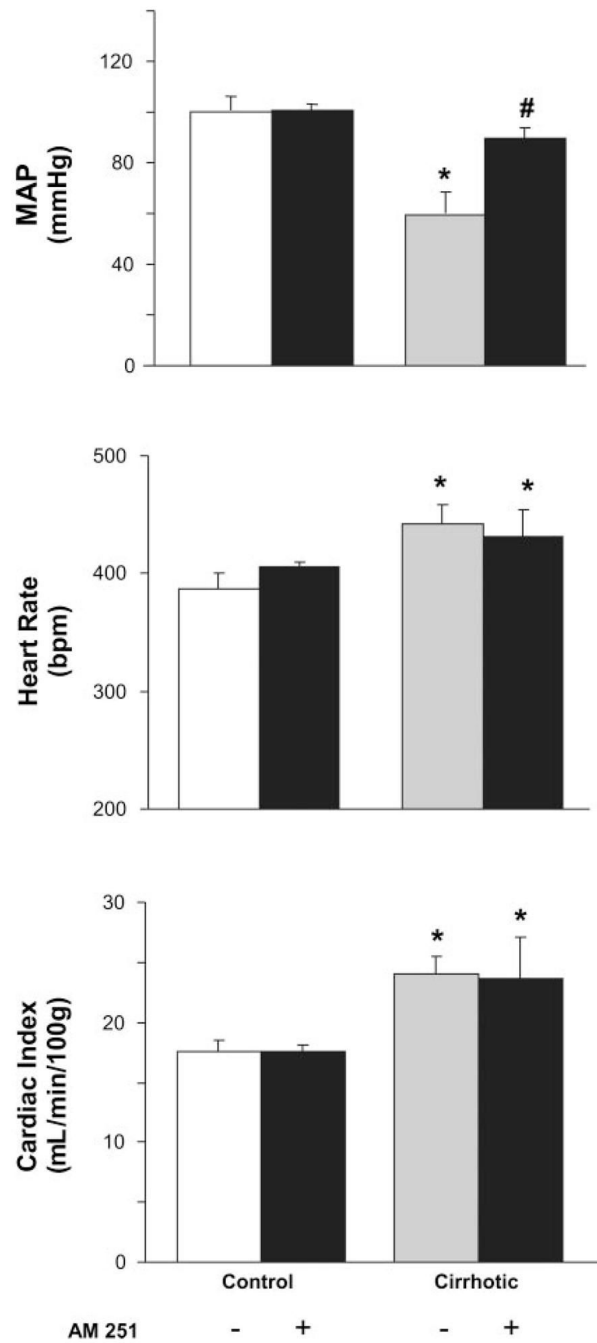 120
80
40
0
MAP
(mmHg)
*
#
500
400
300
200
Heart Rate
(bpm)
*
*
30
20
10
0
Cardiac Index
(mL/min/100g)
*
*
Control
Cirrhotic
AM 251 - + - +